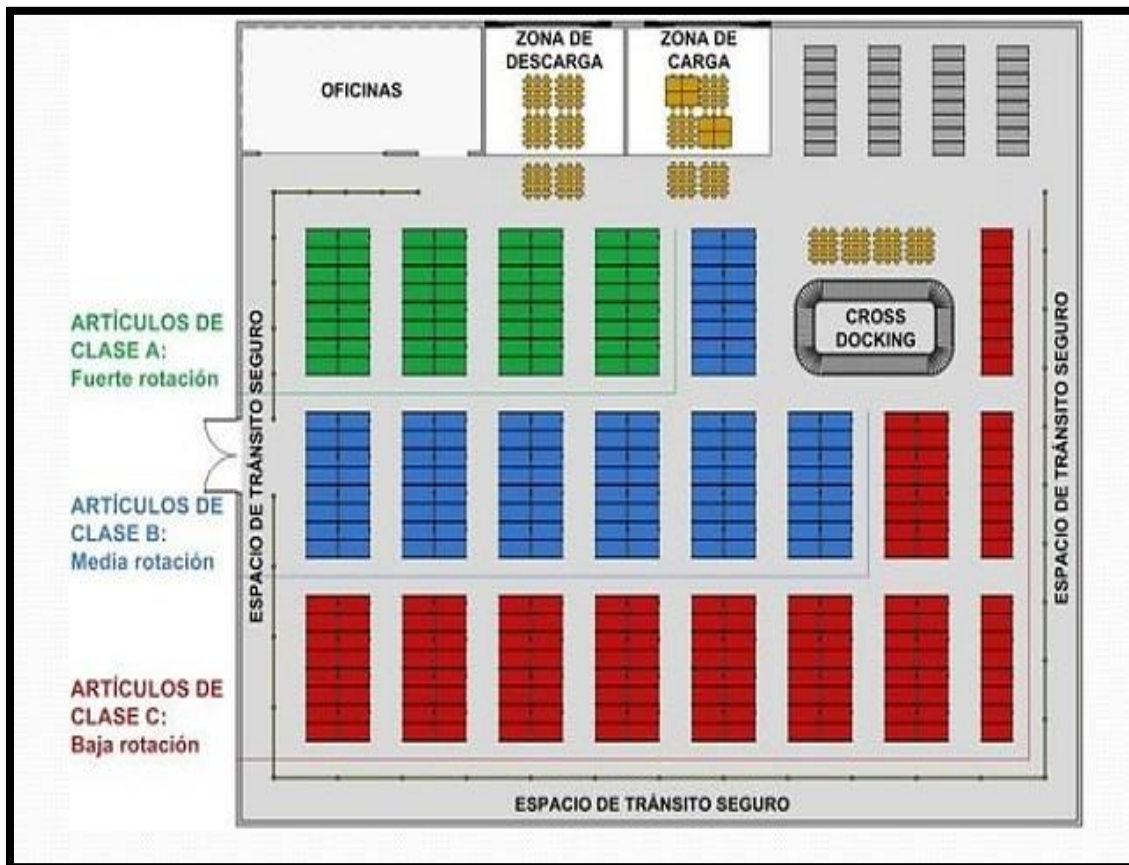 OFICINAS
ZONA DE
DESCARGA
ZONA DE
CARGA
ARTÍCULOS DE
CLASE A:
Fuerte rotación
ESPACIO DE TRÁNSITO SEGURO
CROSS
DOCKING
ESPACIO DE TRÁNSITO SEGURO
ARTÍCULOS DE
CLASE B:
Media rotación
ARTÍCULOS DE
CLASE C:
Baja rotación
ESPACIO DE TRÁNSITO SEGURO